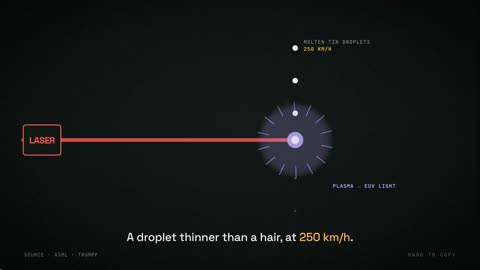 MOLTEN TIN DROPLETS
250 KM/H
LASER
PLASMA → EUV LIGHT
A droplet thinner than a hair, at 250 km/h.
SOURCE · ASML · TRUMPF
HARD TO COPY